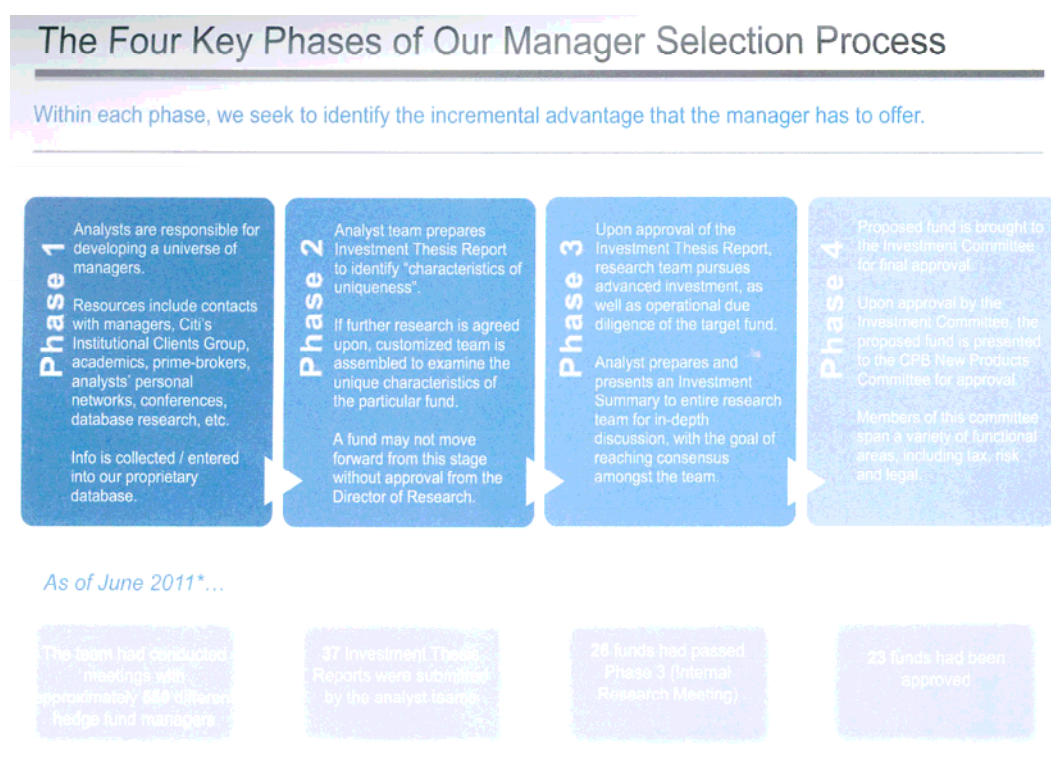 The Four Key Phases of Our Manager Selection Process
Within each phase, we seek to identify the incremental advantage that the manager has to offer.
Phase 1
Analysts are responsible for
developing a universe of
managers.
Resources include contacts
with managers, Citi's
Institutional Clients Group,
academics, prime-brokers,
analysts' personal
networks, conferences,
database research, etc.
Info is collected / entered
into our proprietary
database.
Phase 2
Analyst team prepares
Investment Thesis Report
to identify "characteristics of
uniqueness".
If further research is agreed
upon, customized team is
assembled to examine the
unique characteristics of
the particular fund.
A fund may not move
forward from this stage
without approval from the
Director of Research.
Phase 3
Upon approval of the
Investment Thesis Report,
research team pursues
advanced investment, as
well as operational due
diligence of the target fund.
Analyst prepares and
presents an Investment
Summary to entire research
team for in-depth
discussion, with the goal of
reaching consensus
amongst the team.
Phase 4
Proposed fund is brought to
the Investment Committee
for final approval.
Upon approval by the
Investment Committee, the
proposed fund is presented
to the CPB New Products
Committee for approval.
Members of this committee
span a variety of functional
areas, including tax, risk
and legal.
As of June 2011*...
The team had conducted
meetings with
approximately different
hedge fund managers
37 Investment Thesis
Reports were submitted
by the analyst teams
26 funds had passed
Phase 3 (Internal
Research Meeting)
23 funds had been
approved